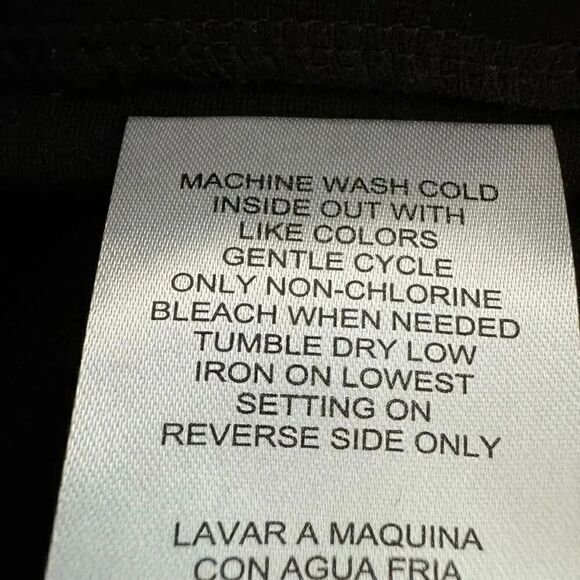 MACHINE WASH COLD
INSIDE OUT WITH
LIKE COLORS
GENTLE CYCLE
ONLY NON-CHLORINE
BLEACH WHEN NEEDED
TUMBLE DRY LOW
IRON ON LOWEST
SETTING ON
REVERSE SIDE ONLY
LAVAR A MAQUINA
CON AGUA FRIA